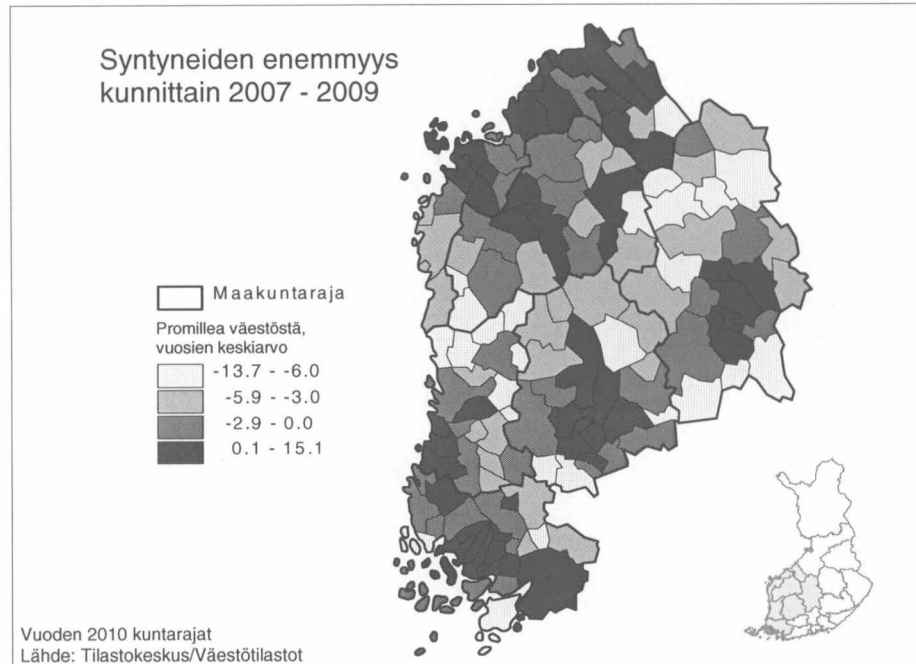 Syntyneiden enemmyys
kunnittain 2007 - 2009
Maakuntaraja
Promillea väestöstä,
vuosien keskiarvo
-13.7 - -6.0
-5.9 - -3.0
-2.9 - 0.0
0.1 - 15.1
Vuoden 2010 kuntarajat
Lähde: Tilastokeskus/Väestötilastot